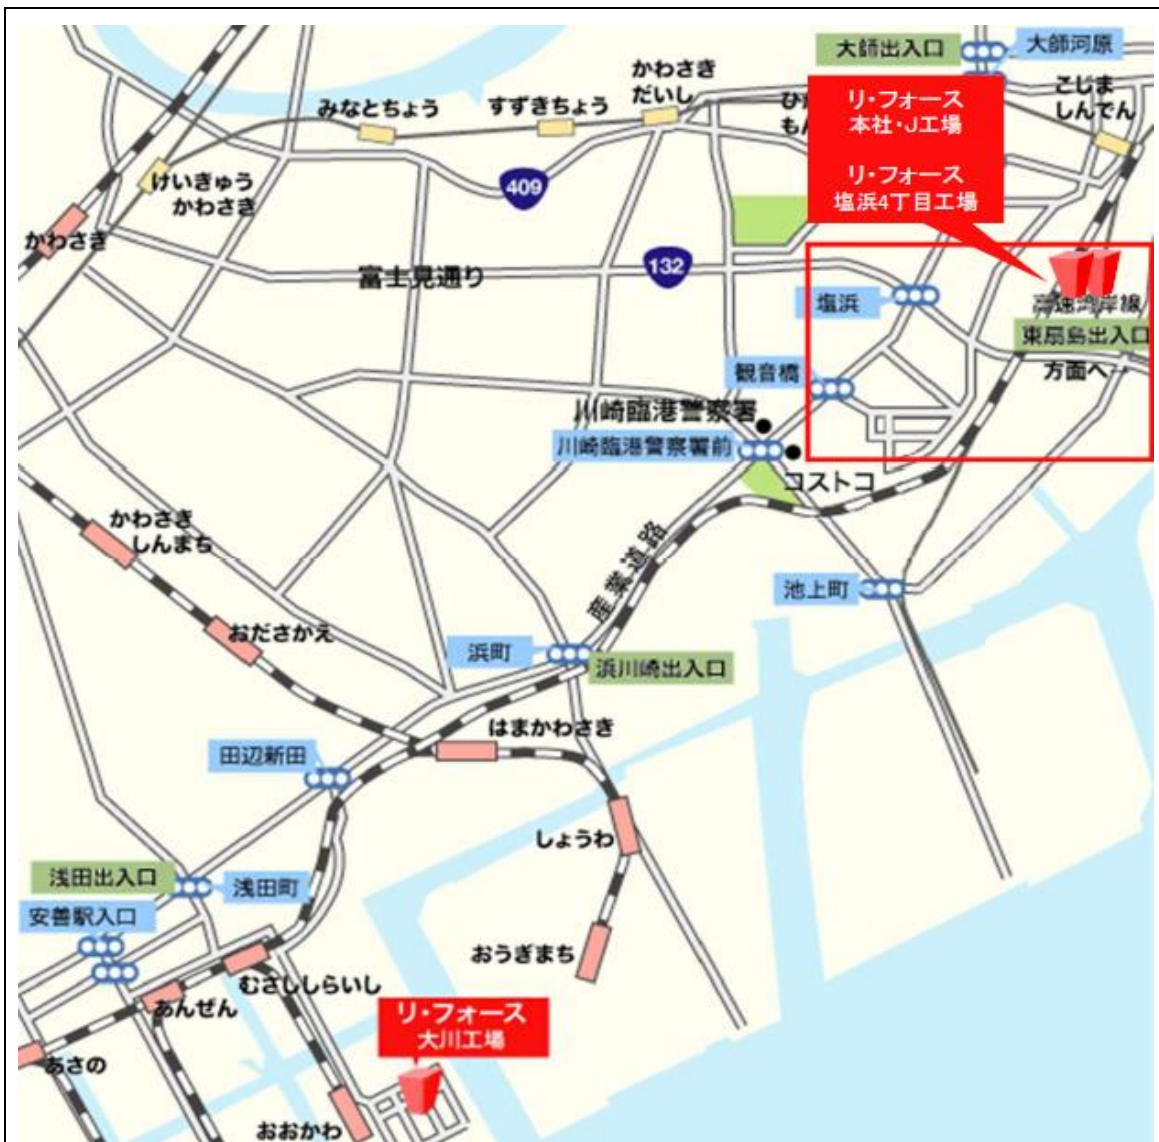 大師出入口
大師河原
かわさき
だいし
こじま
しんでん
みなとちょう
すずきちょう
リ・フォース
本社・J工場
リ・フォース
塩浜4丁目工場
けいきゅう
かわさき
409
かわさき
132
富士見通り
塩浜
高速湾岸線
東扇島出入口
方面へ
観音橋
川崎臨港警察署
川崎臨港警察署前
コストコ
かわさき
しんまち
産業道路
池上町
おださかえ
浜町
浜川崎出入口
はまかわさき
田辺新田
しょうわ
浅田出入口
浅田町
安善駅入口
おうぎまち
むさししらいし
あんぜん
リ・フォース
大川工場
あさの
おおかわ